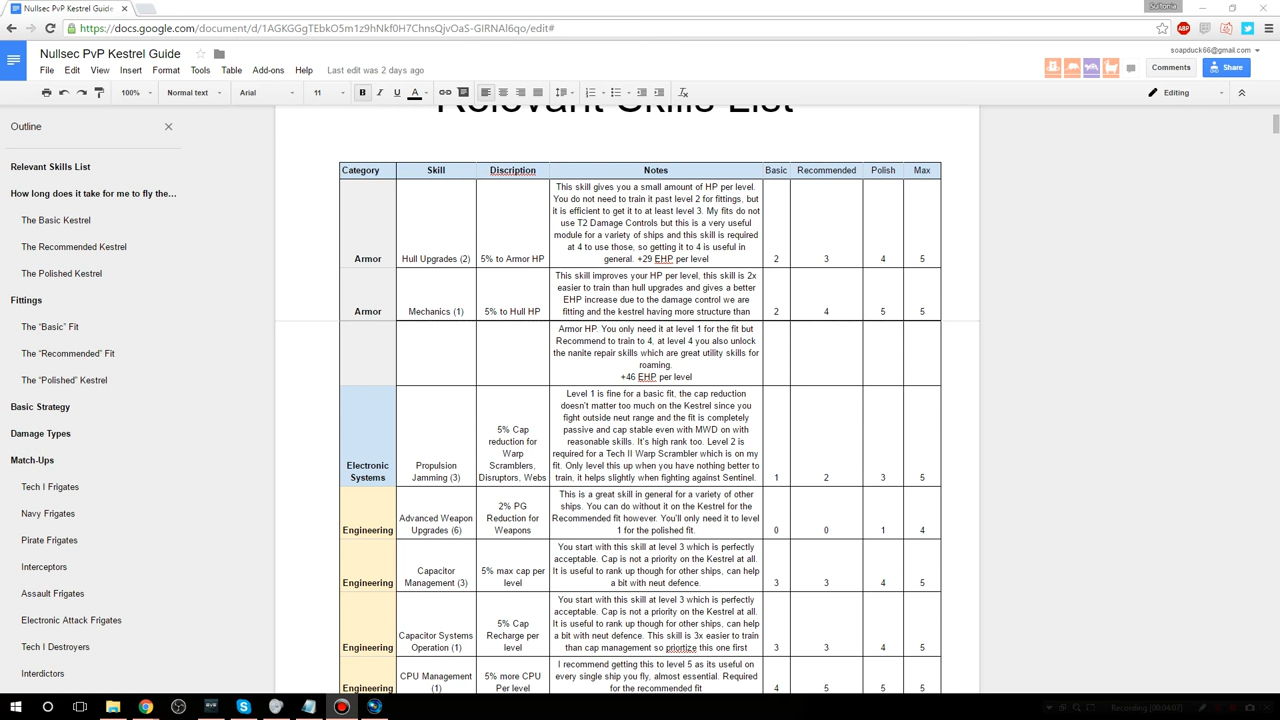 Nullsec PvP Kestrel Guide
Suitonia
https://docs.google.com/document/d/1AGKGGgTEbkO5m1z9hNkf0H7ChnsQjvOaS-GIRNAl6qo/edit#
Nullsec PvP Kestrel Guide
soapduck66@gmail.com
File Edit View Insert Format Tools Table Add-ons Help Last edit was 2 days ago
Comments Share
100% Normal text Arial 11 B I U A Editing
Relevant Skills List
Outline
Relevant Skills List
How long does it take for me to fly the...
The Basic Kestrel
The Recommended Kestrel
The Polished Kestrel
Fittings
The "Basic" Fit
The "Recommended" Fit
The "Polished" Kestrel
Basic Strategy
Damage Types
Match-Ups
Tech I Frigates
Navy Frigates
Pirate Frigates
Interceptors
Assault Frigates
Electronic Attack Frigates
Tech I Destroyers
Interdictors
Category Skill Discription Notes Basic Recommended Polish Max
This skill gives you a small amount of HP per level.
You do not need to train it past level 2 for fittings, but
it is efficient to get it to at least level 3. My fits do not
use T2 Damage Controls but this is a very useful
module for a variety of ships and this skill is required
at 4 to use those, so getting it to 4 is useful in
Armor Hull Upgrades (2) 5% to Armor HP general. +29 EHP per level 2 3 4 5
This skill improves your HP per level, this skill is 2x
easier to train than hull upgrades and gives a better
EHP increase due to the damage control we are
Armor Mechanics (1) 5% to Hull HP fitting and the kestrel having more structure than 2 4 5 5
Armor HP. You only need it at level 1 for the fit but
Recommend to train to 4, at level 4 you also unlock
the nanite repair skills which are great utility skills for
roaming.
+46 EHP per level
Level 1 is fine for a basic fit, the cap reduction
doesn't matter too much on the Kestrel since you
fight outside neut range and the fit is completely
5% Cap passive and cap stable even with MWD on with
reduction for reasonable skills. It's high rank too. Level 2 is
Warp required for a Tech II Warp Scrambler which is on my
Electronic Propulsion Scramblers, fit. Only level this up when you have nothing better to
Systems Jamming (3) Disruptors, Webs train, it helps slightly when fighting against Sentinel. 1 2 3 5
This is a great skill in general for a variety of other
2% PG ships. You can do without it on the Kestrel for the
Advanced Weapon Reduction for Recommended fit however. You'll only need it to level
Engineering Upgrades (6) Weapons 1 for the polished fit. 0 0 1 4
You start with this skill at level 3 which is perfectly
acceptable. Cap is not a priority on the Kestrel at all.
Capacitor 5% max cap per It is useful to rank up though for other ships, can help
Engineering Management (3) level a bit with neut defence. 3 3 4 5
You start with this skill at level 3 which is perfectly
acceptable. Cap is not a priority on the Kestrel at all.
5% Cap It is useful to rank up though for other ships, can help
Capacitor Systems Recharge per a bit with neut defence. This skill is 3x easier to train
Engineering Operation (1) level than cap management so priortize this one first 3 3 4 5
I recommend getting this to level 5 as its useful on
CPU Management 5% more CPU every single ship you fly, almost essential. Required
Engineering (1) Per level for the recommended fit 4 5 5 5
Recording [00:04:07]